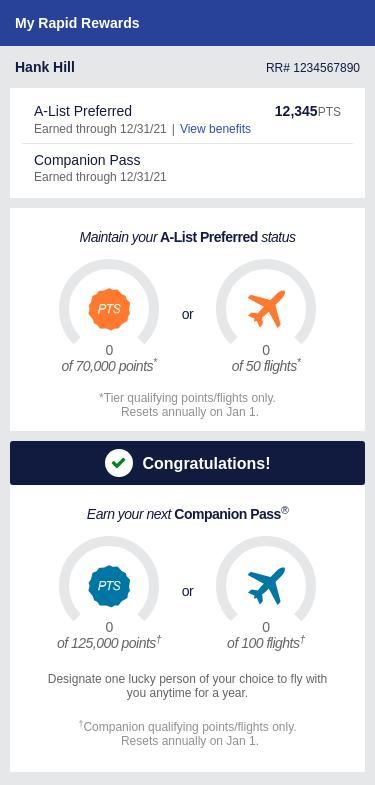 My Rapid Rewards
Hank Hill RR# 1234567890
A-List Preferred 12,345PTS
Earned through 12/31/21 | View benefits
Companion Pass
Earned through 12/31/21
Maintain your A-List Preferred status
PTS
or
0 0
of 70,000 points* of 50 flights*
*Tier qualifying points/flights only.
Resets annually on Jan 1.
Congratulations!
Earn your next Companion Pass®
PTS
or
0 0
of 125,000 points† of 100 flights†
Designate one lucky person of your choice to fly with
you anytime for a year.
†Companion qualifying points/flights only.
Resets annually on Jan 1.